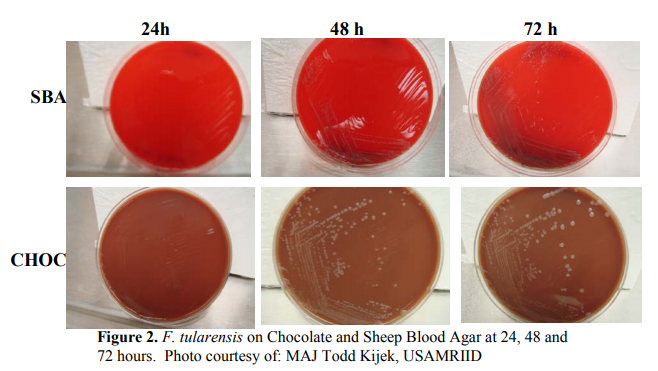 24h 48 h 72 h
SBA
CHOC
Figure 2. F. tularensis on Chocolate and Sheep Blood Agar at 24, 48 and
72 hours. Photo courtesy of: MAJ Todd Kijek, USAMRIID